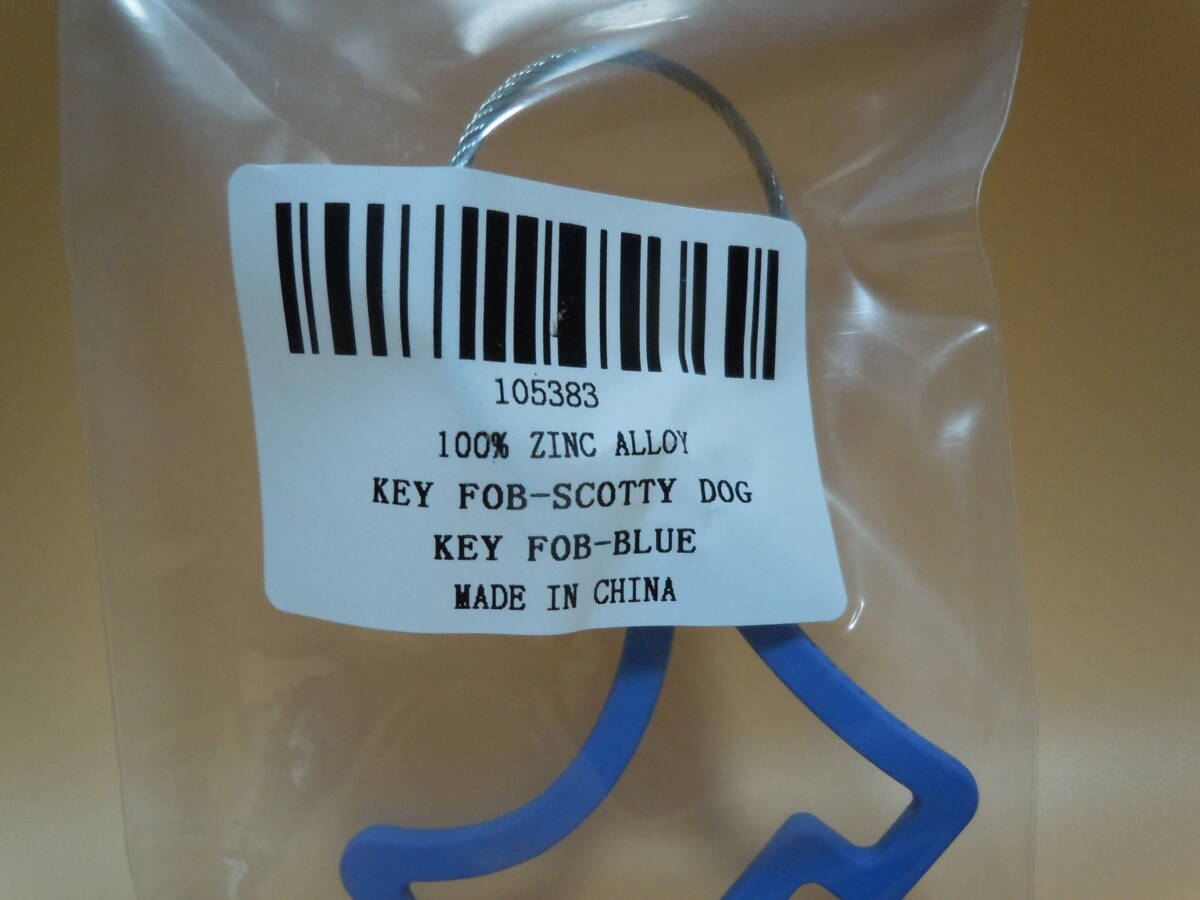 105383
100% ZINC ALLOY
KEY FOB-SCOTTY DOG
KEY FOB-BLUE
MADE IN CHINA